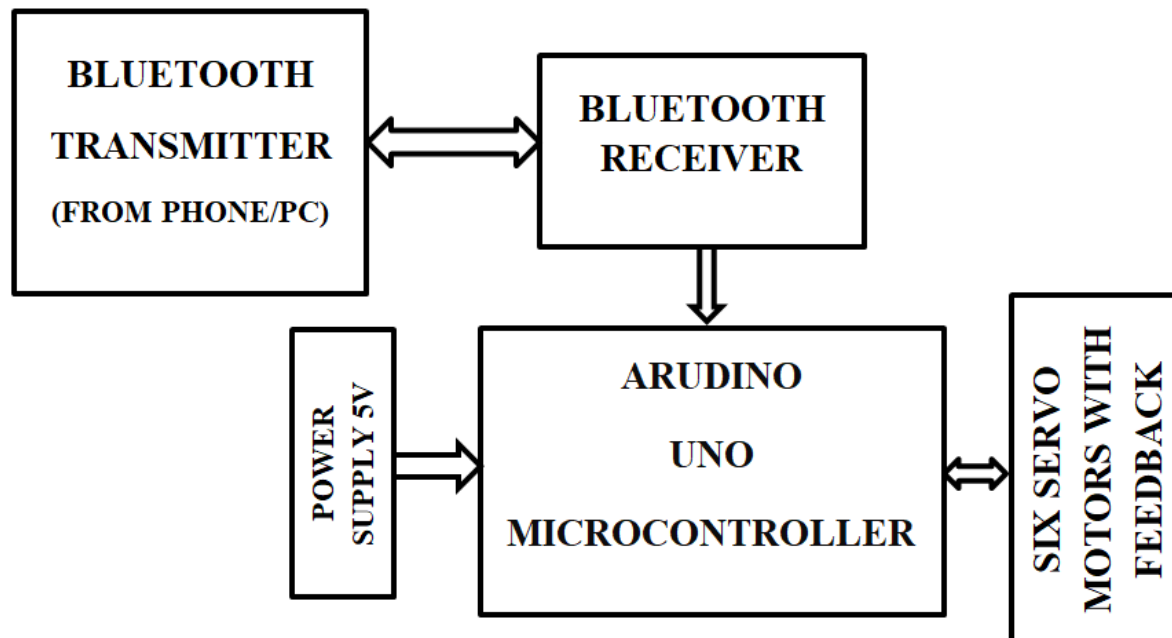 BLUETOOTH
TRANSMITTER
(FROM PHONE/PC)
BLUETOOTH
RECEIVER
POWER
SUPPLY 5V
ARUDINO
UNO
MICROCONTROLLER
SIX SERVO
MOTORS WITH
FEEDBACK